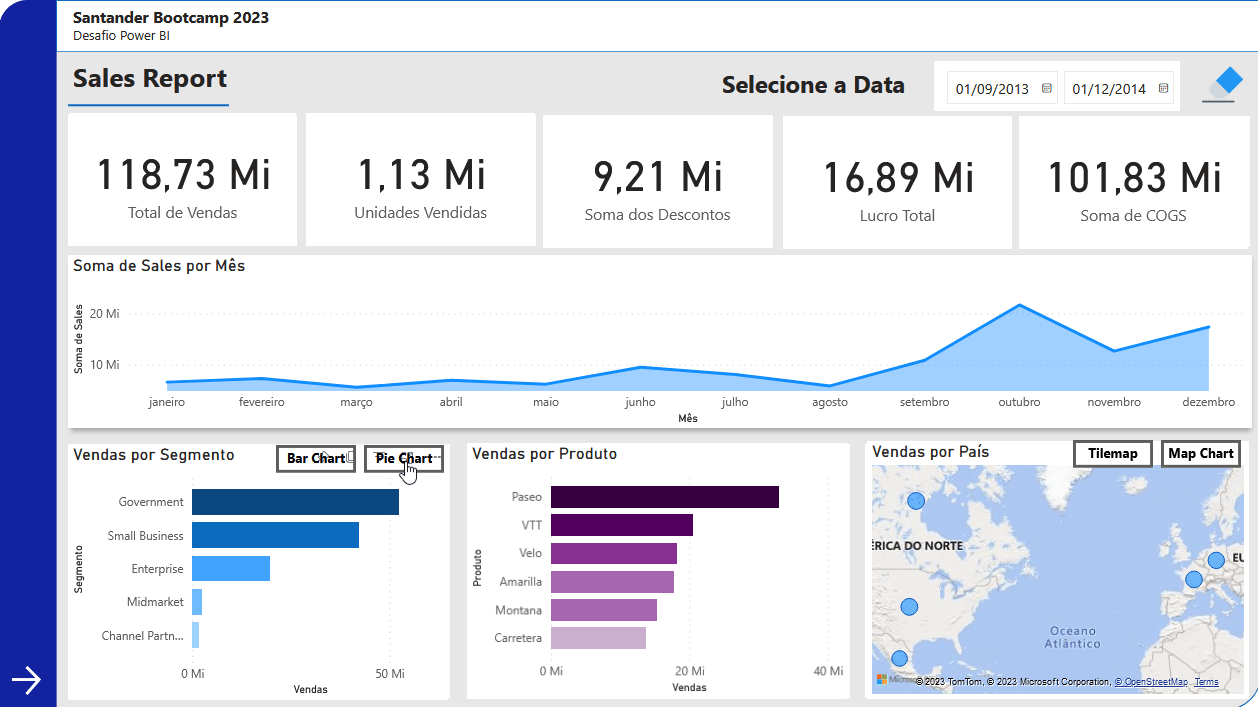 Santander Bootcamp 2023
Desafio Power BI
Sales Report
Selecione a Data
01/09/2013
01/12/2014
118,73 Mi
Total de Vendas
1,13 Mi
Unidades Vendidas
9,21 Mi
Soma dos Descontos
16,89 Mi
Lucro Total
101,83 Mi
Soma de COGS
Soma de Sales por Mês
Soma de Sales
20 Mi
10 Mi
janeiro fevereiro março abril maio junho julho agosto setembro outubro novembro dezembro
Mês
Vendas por Segmento
Bar Chart
Pie Chart
Segmento
Government
Small Business
Enterprise
Midmarket
Channel Partn...
0 Mi 50 Mi
Vendas
Vendas por Produto
Produto
Paseo
VTT
Velo
Amarilla
Montana
Carretera
0 Mi 20 Mi 40 Mi
Vendas
Vendas por País
Tilemap
Map Chart
ÉRICA DO NORTE
EU
Oceano
Atlântico
© 2023 TomTom, © 2023 Microsoft Corporation, © OpenStreetMap Terms